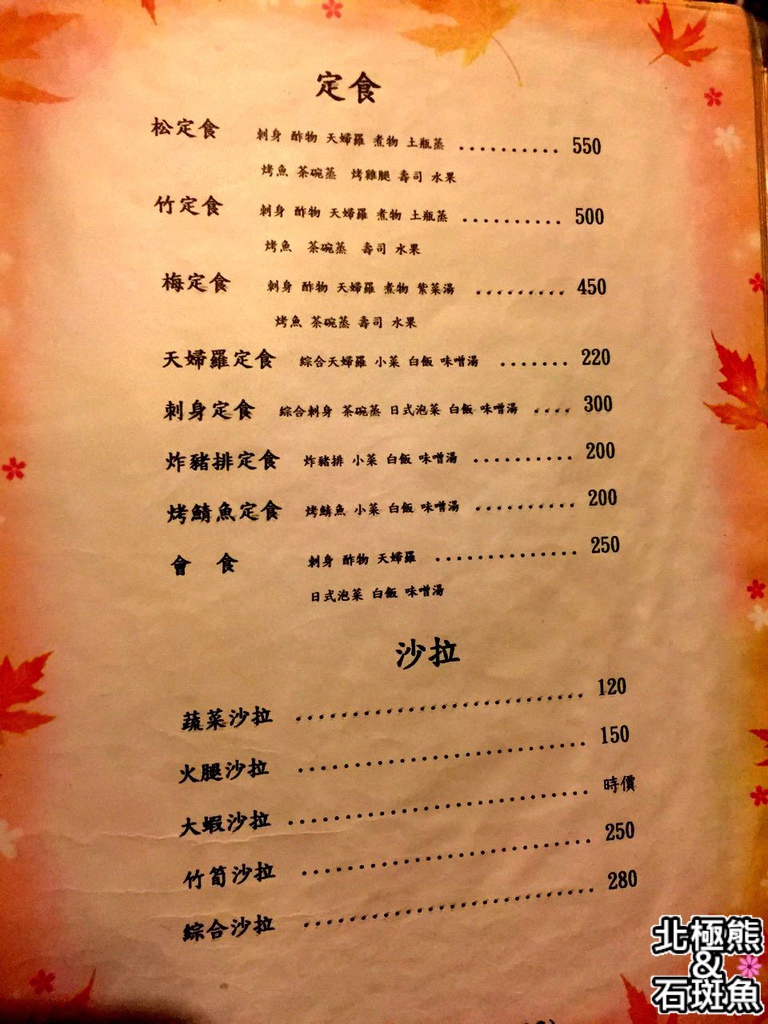 定食
松定食 刺身 酢物 天婦羅 煮物 土瓶蒸 .......... 550
烤魚 茶碗蒸 烤雞腿 壽司 水果
竹定食 刺身 酢物 天婦羅 煮物 土瓶蒸 .......... 500
烤魚 茶碗蒸 壽司 水果
梅定食 刺身 酢物 天婦羅 煮物 紫菜湯 ......... 450
烤魚 茶碗蒸 壽司 水果
天婦羅定食 綜合天婦羅 小菜 白飯 味噌湯 ....... 220
刺身定食 綜合刺身 茶碗蒸 日式泡菜 白飯 味噌湯 .... 300
炸豬排定食 炸豬排 小菜 白飯 味噌湯 .......... 200
烤鯖魚定食 烤鯖魚 小菜 白飯 味噌湯 .......... 200
會 食 刺身 酢物 天婦羅 .............. 250
日式泡菜 白飯 味噌湯
沙拉
蔬菜沙拉 ............................ 120
火腿沙拉 ............................ 150
大蝦沙拉 ............................ 時價
竹筍沙拉 ............................ 250
綜合沙拉 ............................ 280
北極熊
&
石斑魚